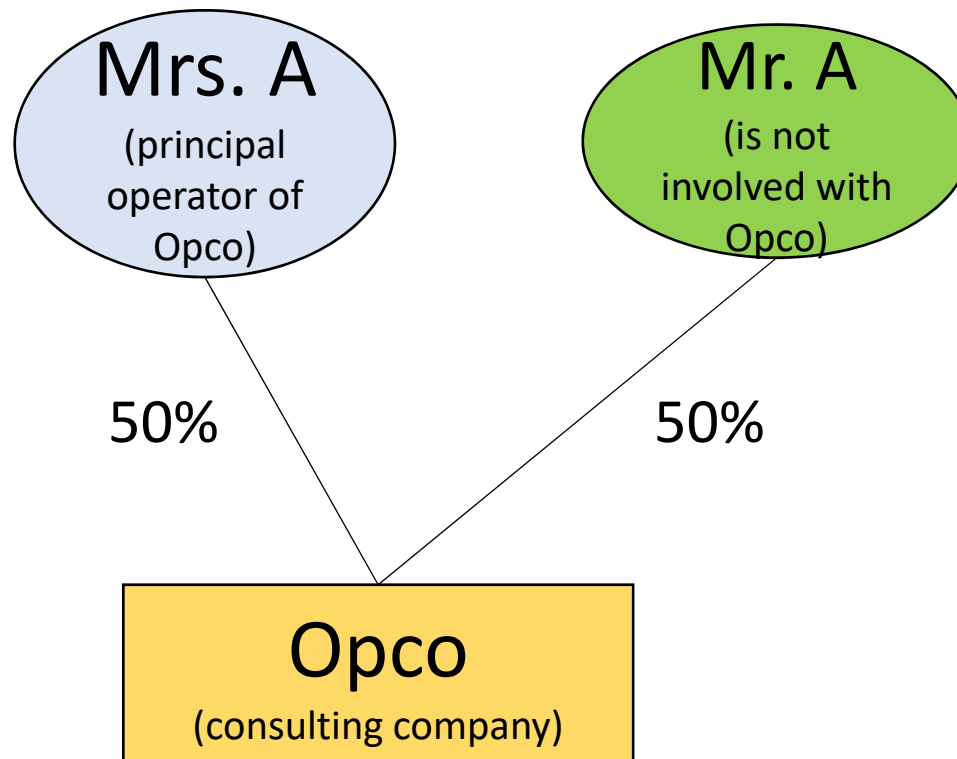 Mrs. A
(principal
operator of
Opco)
Mr. A
(is not
involved with
Opco)
50%
50%
Opco
(consulting company)